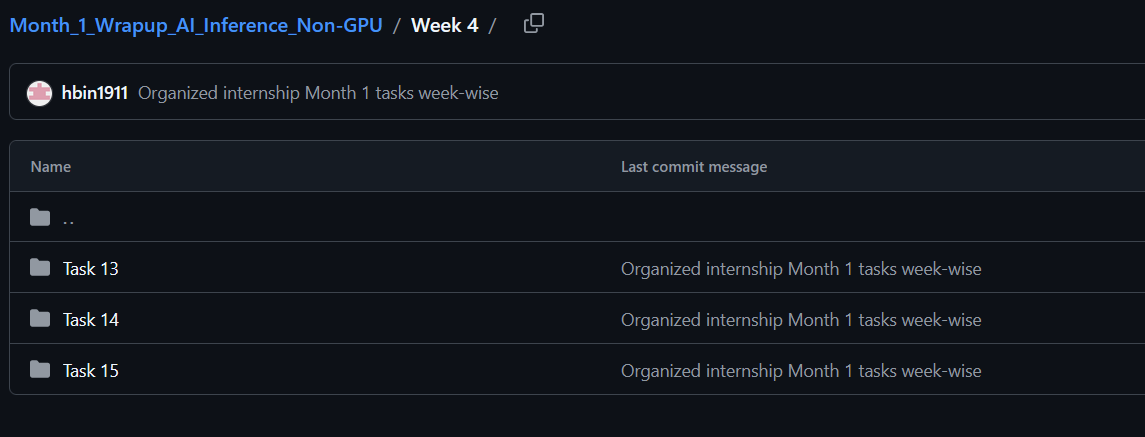 Month_1_Wrapup_AI_Inference_Non-GPU / Week 4 /
hbin1911 Organized internship Month 1 tasks week-wise
Name Last commit message
..
Task 13 Organized internship Month 1 tasks week-wise
Task 14 Organized internship Month 1 tasks week-wise
Task 15 Organized internship Month 1 tasks week-wise